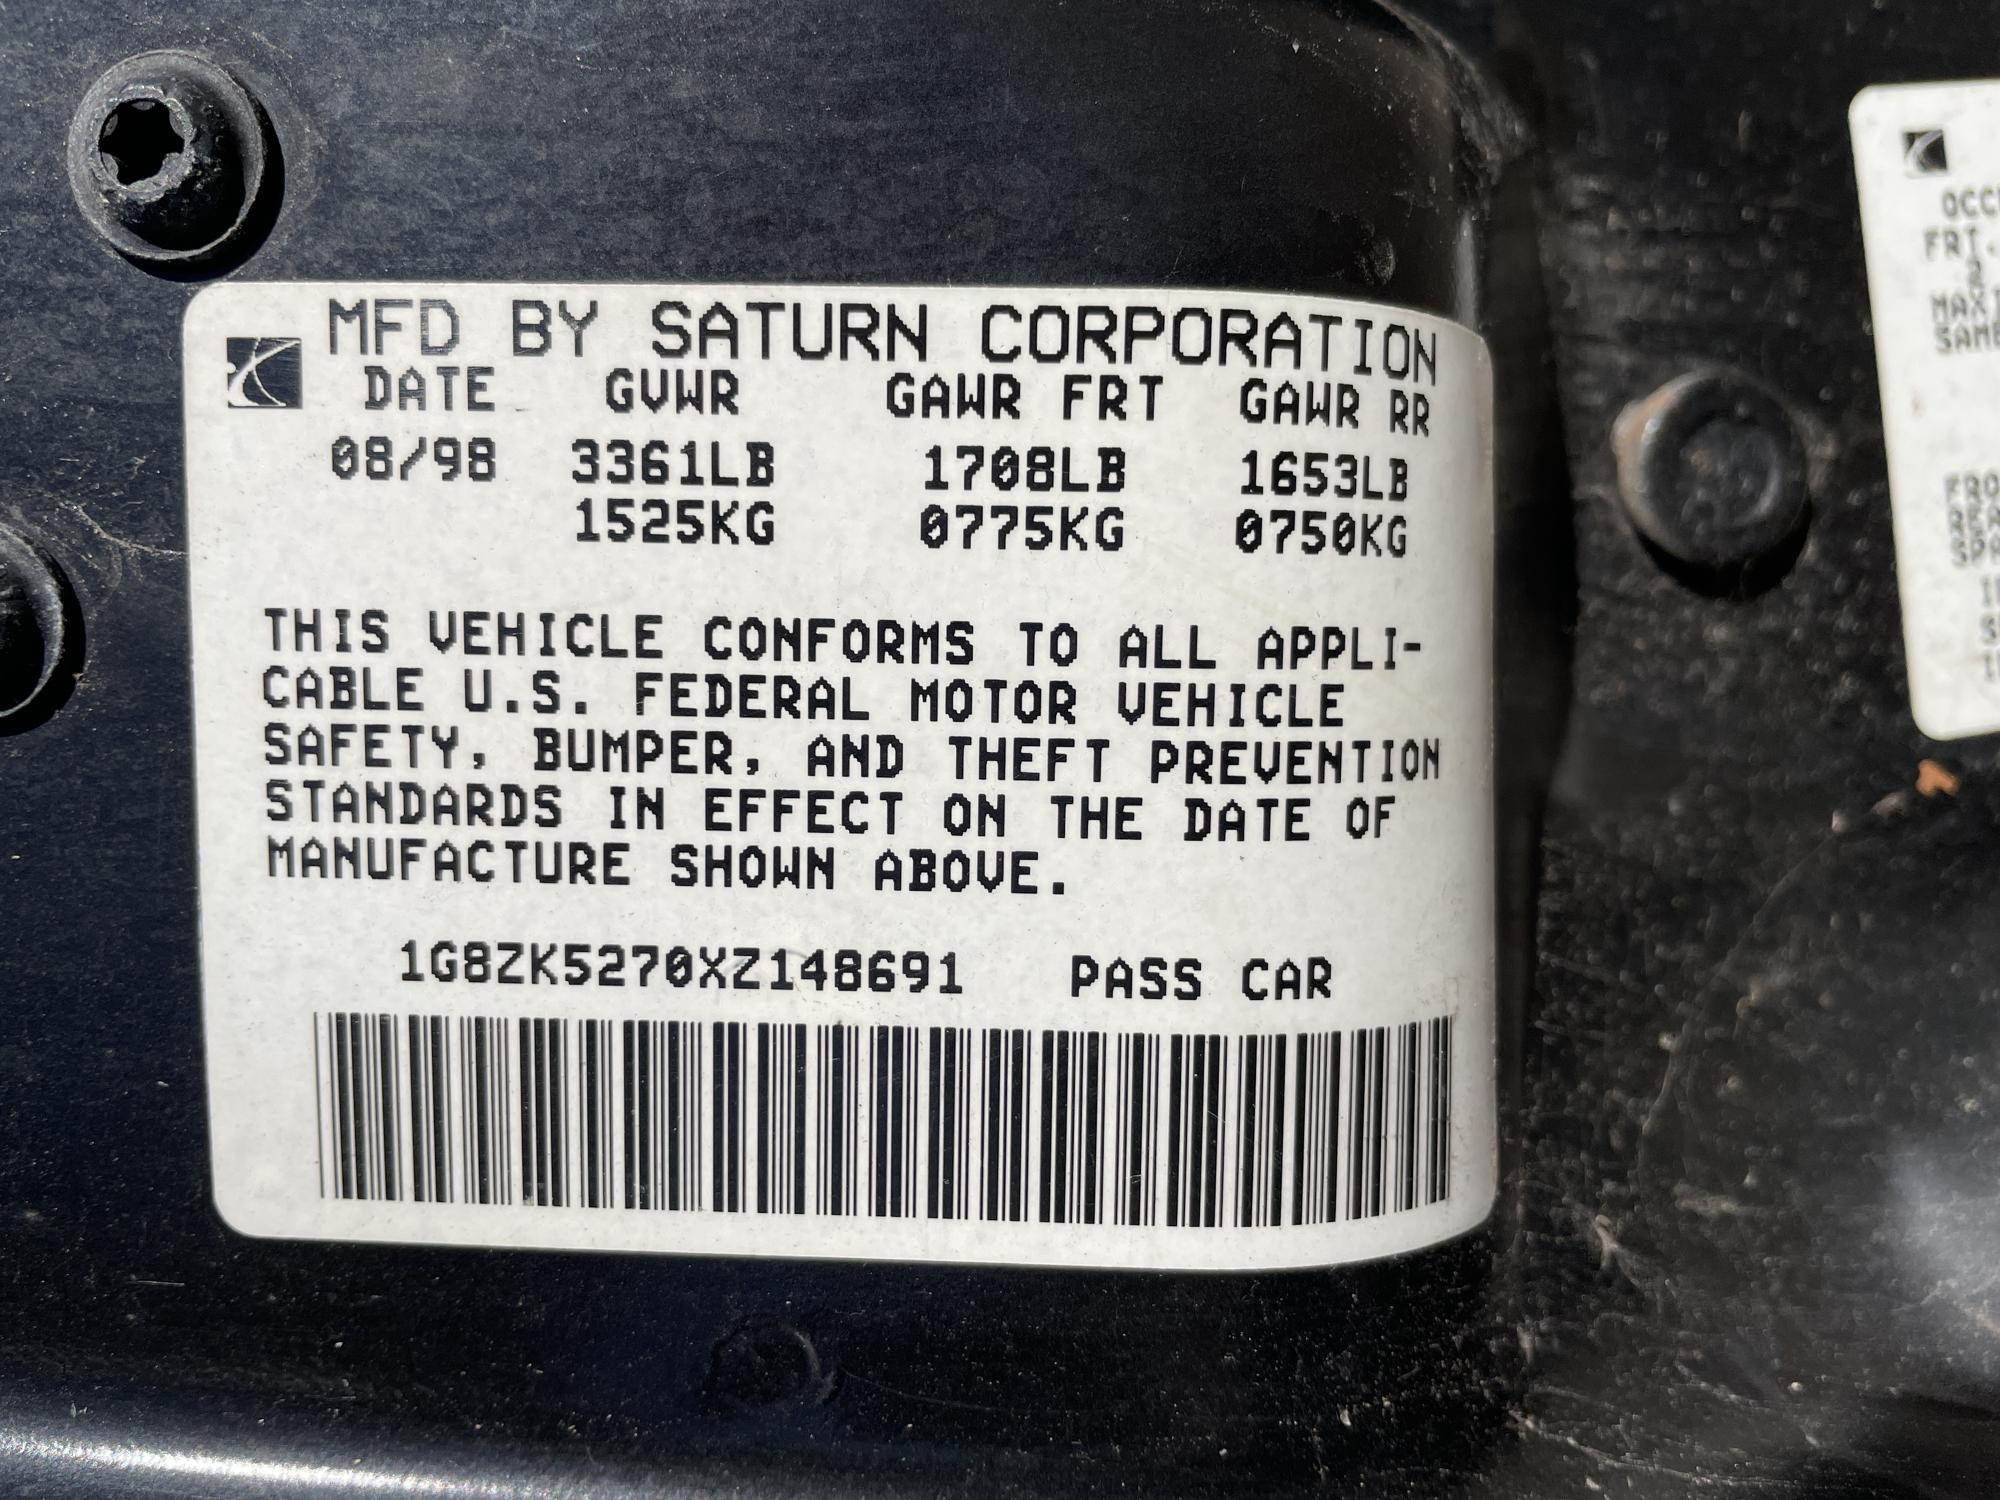 MFD BY SATURN CORPORATION
DATE GVWR GAWR FRT GAWR RR
08/98 3361LB 1708LB 1653LB
1525KG 0775KG 0750KG
THIS VEHICLE CONFORMS TO ALL APPLI-
CABLE U.S. FEDERAL MOTOR VEHICLE
SAFETY, BUMPER, AND THEFT PREVENTION
STANDARDS IN EFFECT ON THE DATE OF
MANUFACTURE SHOWN ABOVE.
1G8ZK5270XZ148691 PASS CAR